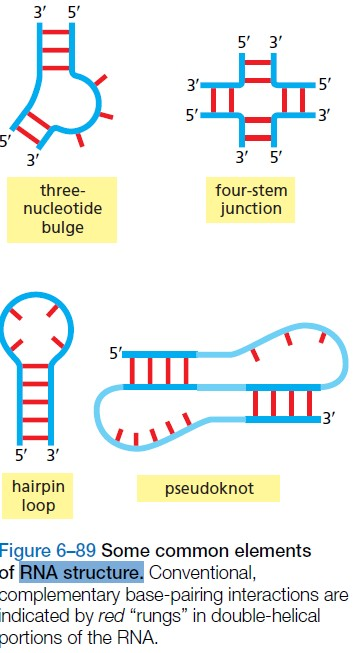 3′ 5′
5′
3′
three-
nucleotide
bulge
5′ 3′
3′ 5′
5′ 3′
3′ 5′
four-stem
junction
5′ 3′
hairpin
loop
5′
3′
pseudoknot
Figure 6–89 Some common elements
of RNA structure. Conventional,
complementary base-pairing interactions are
indicated by red “rungs” in double-helical
portions of the RNA.